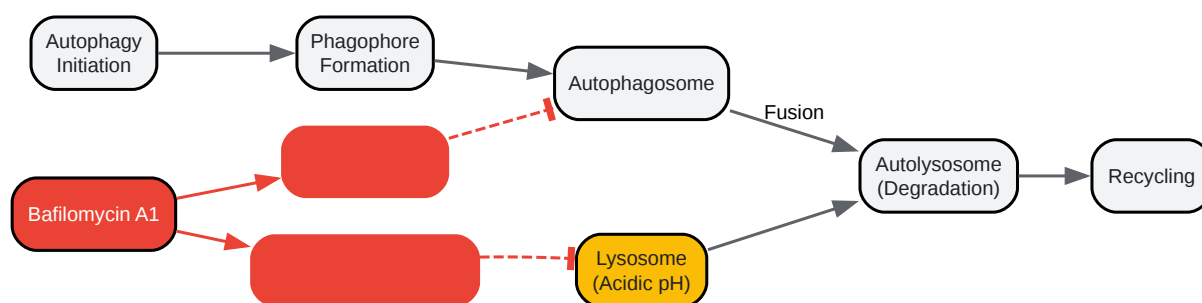 Autophagy
Initiation
Phagophore
Formation
Autophagosome
Fusion
Autolysosome
(Degradation)
Recycling
Bafilomycin A1
Lysosome
(Acidic pH)